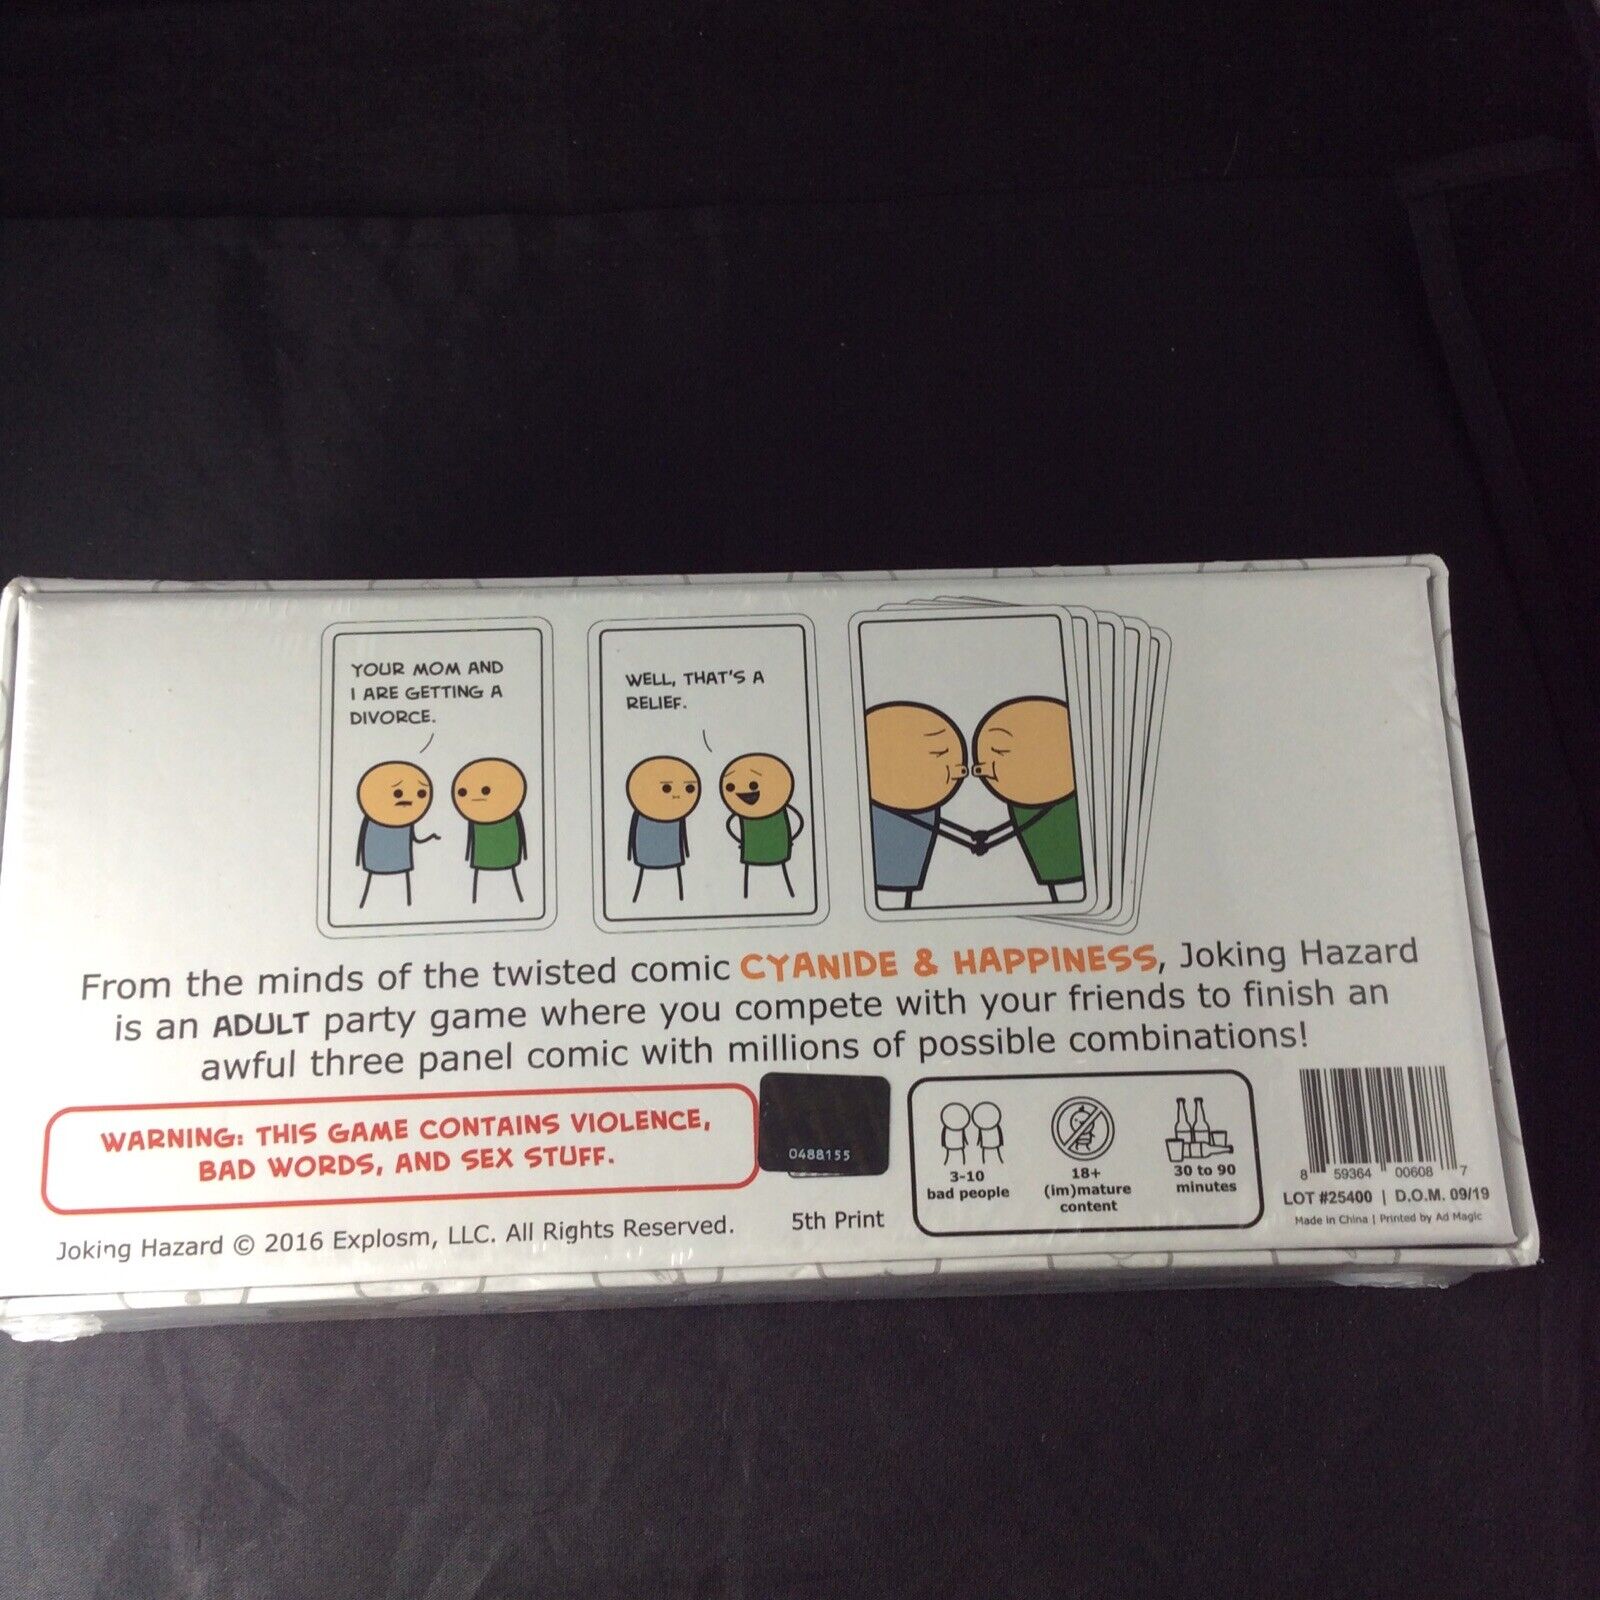 YOUR MOM AND
I ARE GETTING A
DIVORCE.
WELL, THAT'S A
RELIEF.
From the minds of the twisted comic CYANIDE & HAPPINESS, Joking Hazard
is an ADULT party game where you compete with your friends to finish an
awful three panel comic with millions of possible combinations!
WARNING: THIS GAME CONTAINS VIOLENCE,
BAD WORDS, AND SEX STUFF.
Joking Hazard © 2016 Explosm, LLC. All Rights Reserved.
0488155
5th Print
3-10
bad people
18+
(im)mature
content
30 to 90
minutes
8 59364 00608 7
LOT #25400 | D.O.M. 09/19
Made in China | Printed by Ad Magic